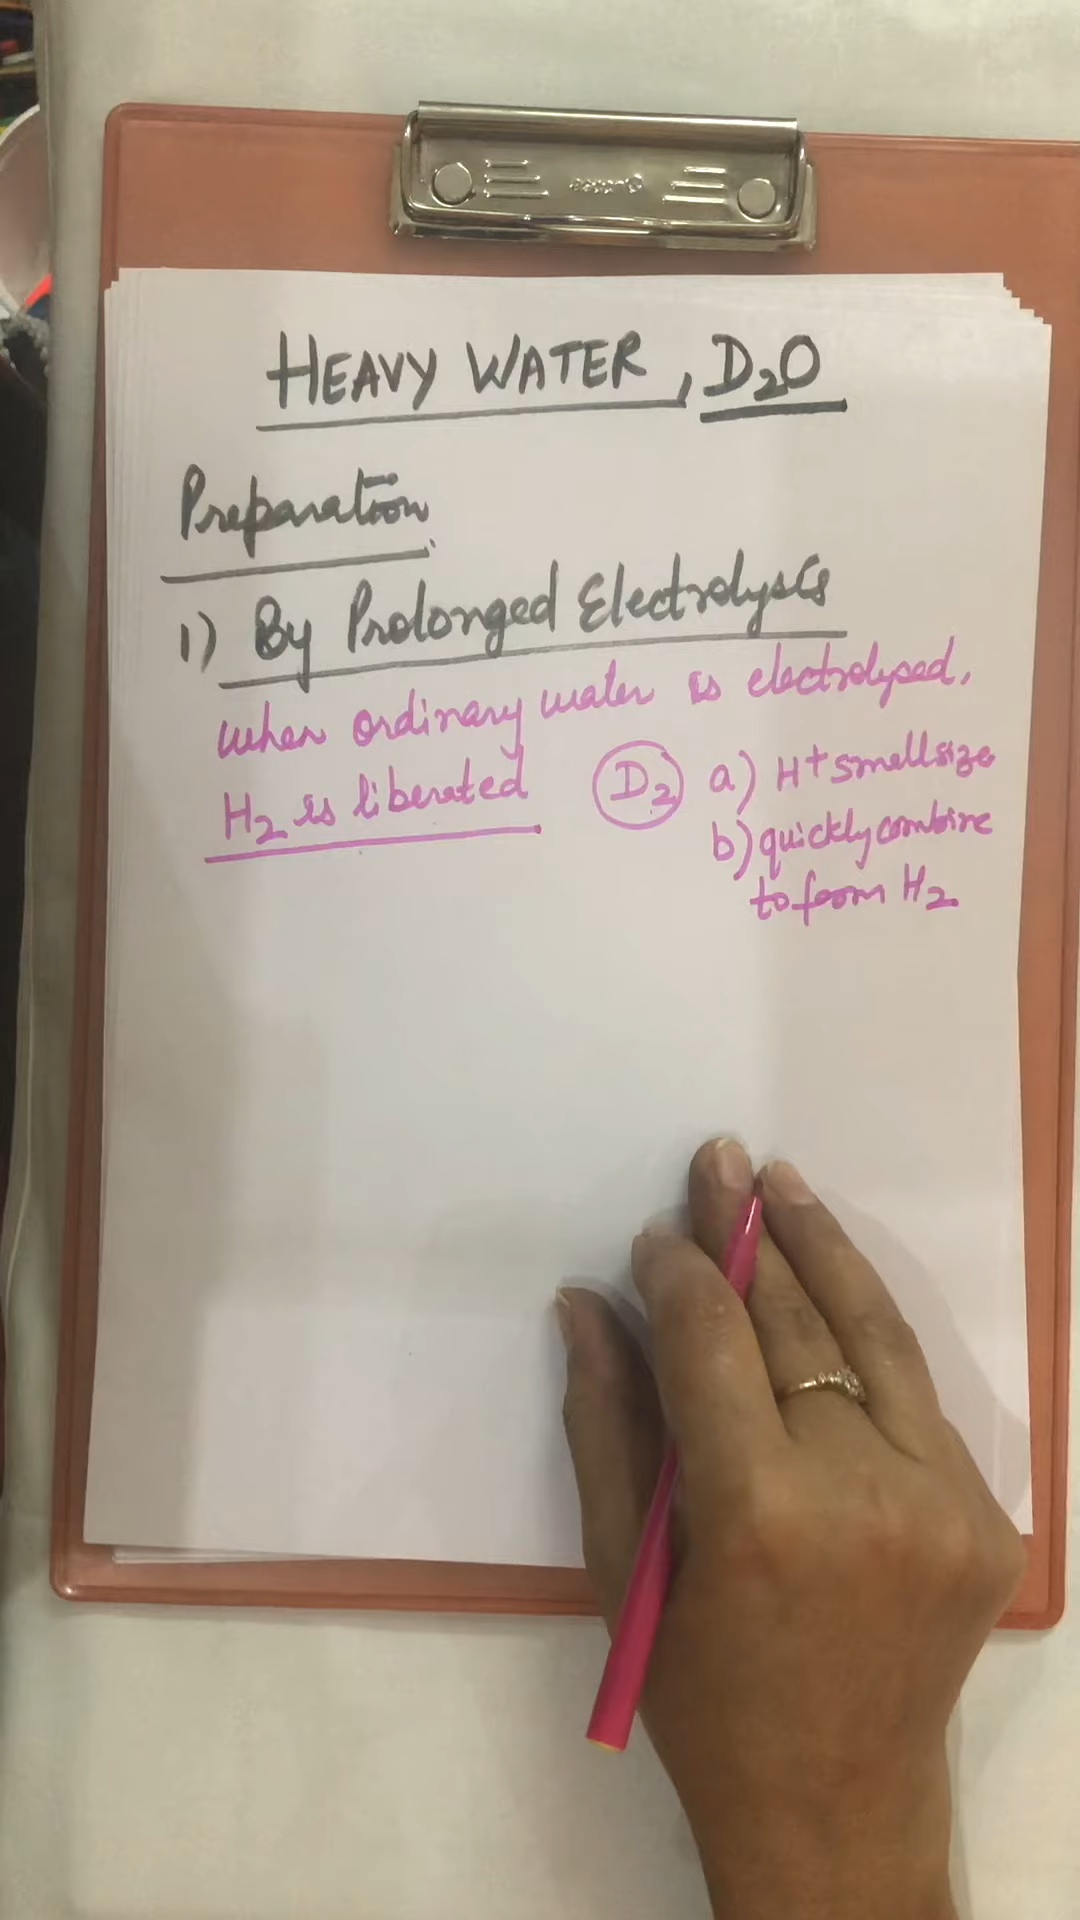 HEAVY WATER, D2O
Preparation
1) By Prolonged Electrolysis
when ordinary water is electrolysed,
H2 is liberated
D2
a) H+ small size
b) quickly combine
to form H2